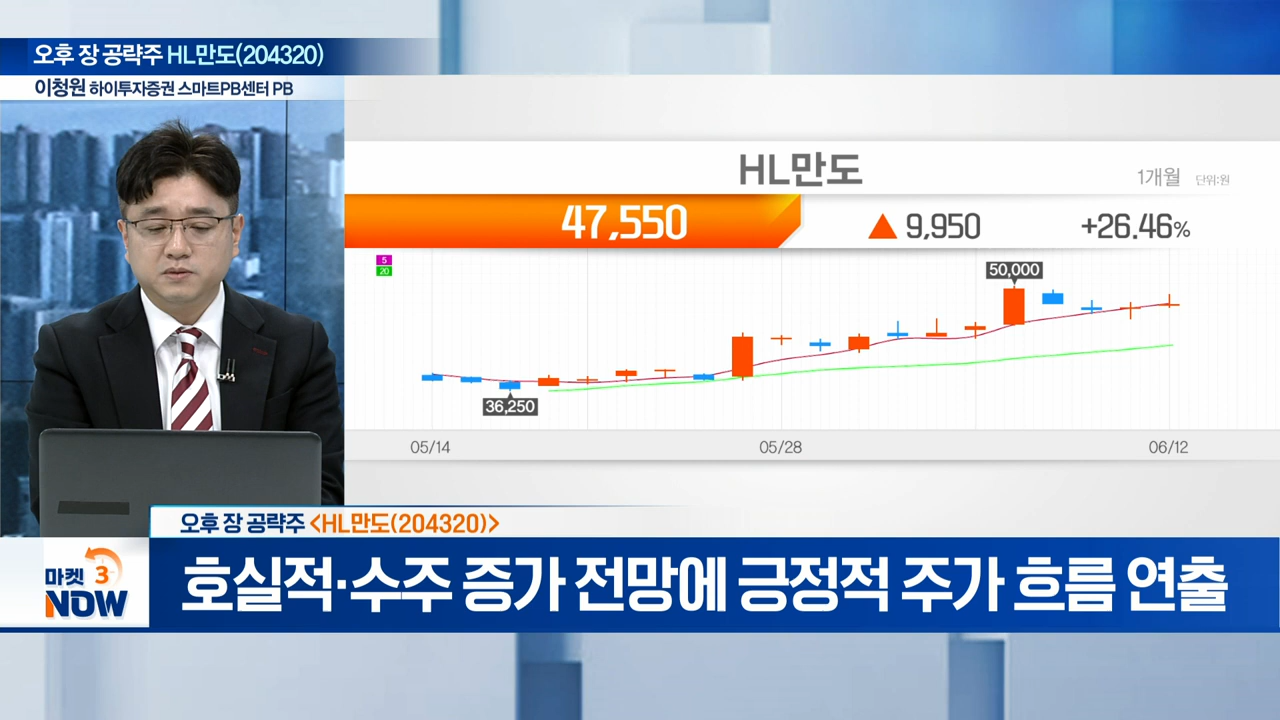 오후 장 공략주 HL만도(204320)
이청원 하이투자증권 스마트PB센터 PB
HL만도
1개월 단위:원
47,550 ▲ 9,950 +26.46%
5
20
50,000
36,250
05/14 05/28 06/12
오후 장 공략주 <HL만도(204320)>
마켓 3
NOW
호실적·수주 증가 전망에 긍정적 주가 흐름 연출